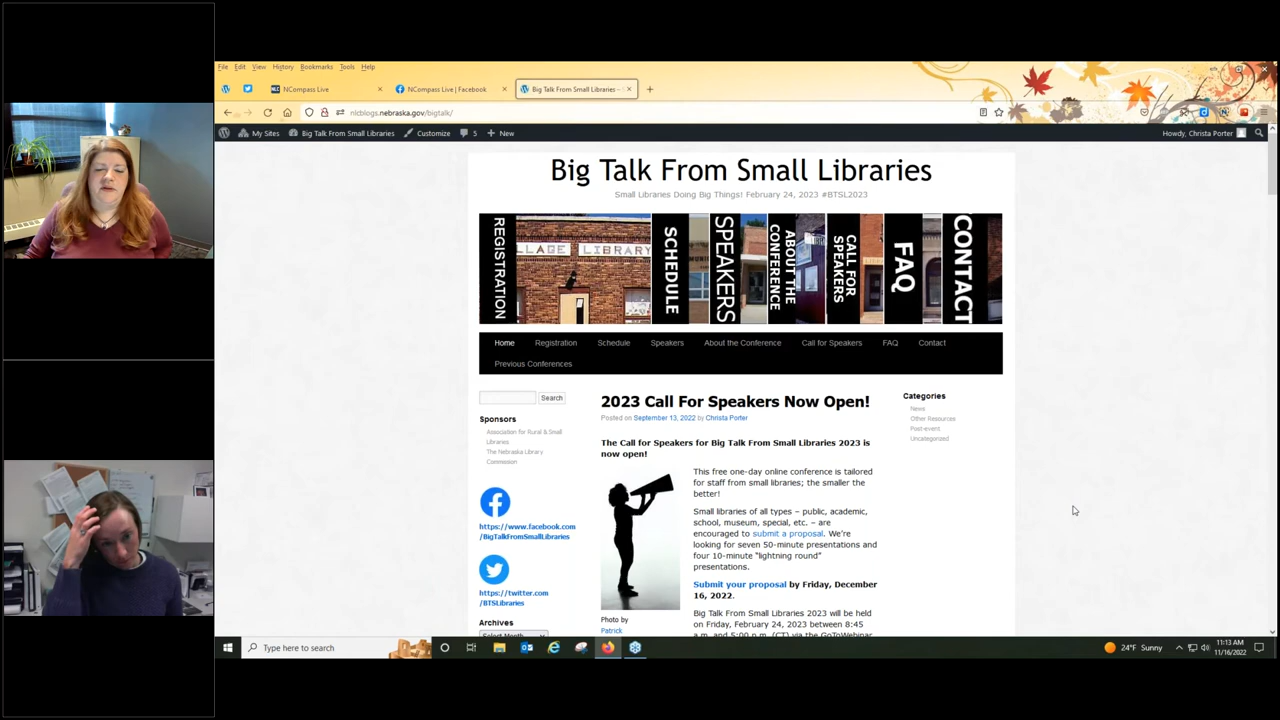 File Edit View History Bookmarks Tools Help
NCompass Live
NCompass Live | Facebook
Big Talk From Small Libraries –
nlcblogs.nebraska.gov/bigtalk/
My Sites Big Talk From Small Libraries Customize 5 New
Howdy, Christa Porter
Big Talk From Small Libraries
Small Libraries Doing Big Things! February 24, 2023 #BTSL2023
REGISTRATION
LLAGE LIBRARY
SCHEDULE
SPEAKERS
ABOUT THE
CONFERENCE
CALL FOR
SPEAKERS
FAQ
CONTACT
Home Registration Schedule Speakers About the Conference Call for Speakers FAQ Contact
Previous Conferences
Search
Sponsors
Association for Rural & Small
Libraries
The Nebraska Library
Commission
https://www.facebook.com
/BigTalkFromSmallLibraries
https://twitter.com
/BTSLibraries
Archives
Select Month
2023 Call For Speakers Now Open!
Posted on September 13, 2022 by Christa Porter
The Call for Speakers for Big Talk From Small Libraries 2023 is
now open!
This free one-day online conference is tailored
for staff from small libraries; the smaller the
better!
Small libraries of all types – public, academic,
school, museum, special, etc. – are
encouraged to submit a proposal. We're
looking for seven 50-minute presentations and
four 10-minute "lightning round"
presentations.
Submit your proposal by Friday, December
16, 2022.
Big Talk From Small Libraries 2023 will be held
on Friday, February 24, 2023 between 8:45
a.m. and 5:00 p.m. (CT) via the GoToWebinar
Photo by
Patrick
Categories
News
Other Resources
Post-event
Uncategorized
Type here to search
24°F Sunny
11:13 AM
11/16/2022